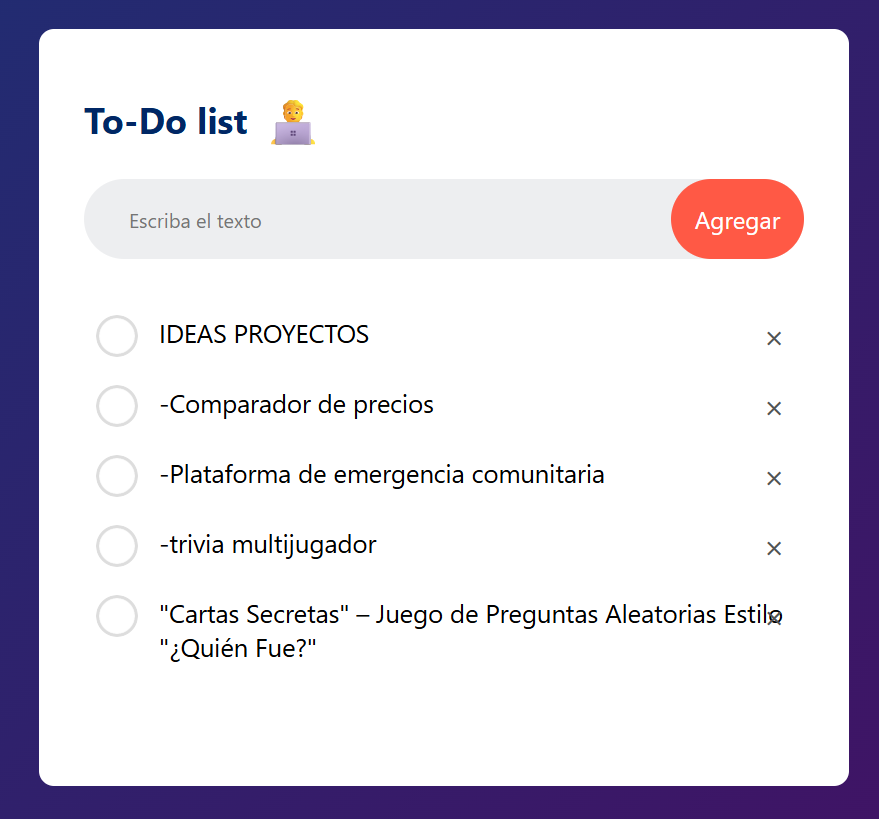 To-Do list
Escriba el texto
Agregar
IDEAS PROYECTOS
×
-Comparador de precios
×
-Plataforma de emergencia comunitaria
×
-trivia multijugador
×
"Cartas Secretas" – Juego de Preguntas Aleatorias Estilo
×
"¿Quién Fue?"